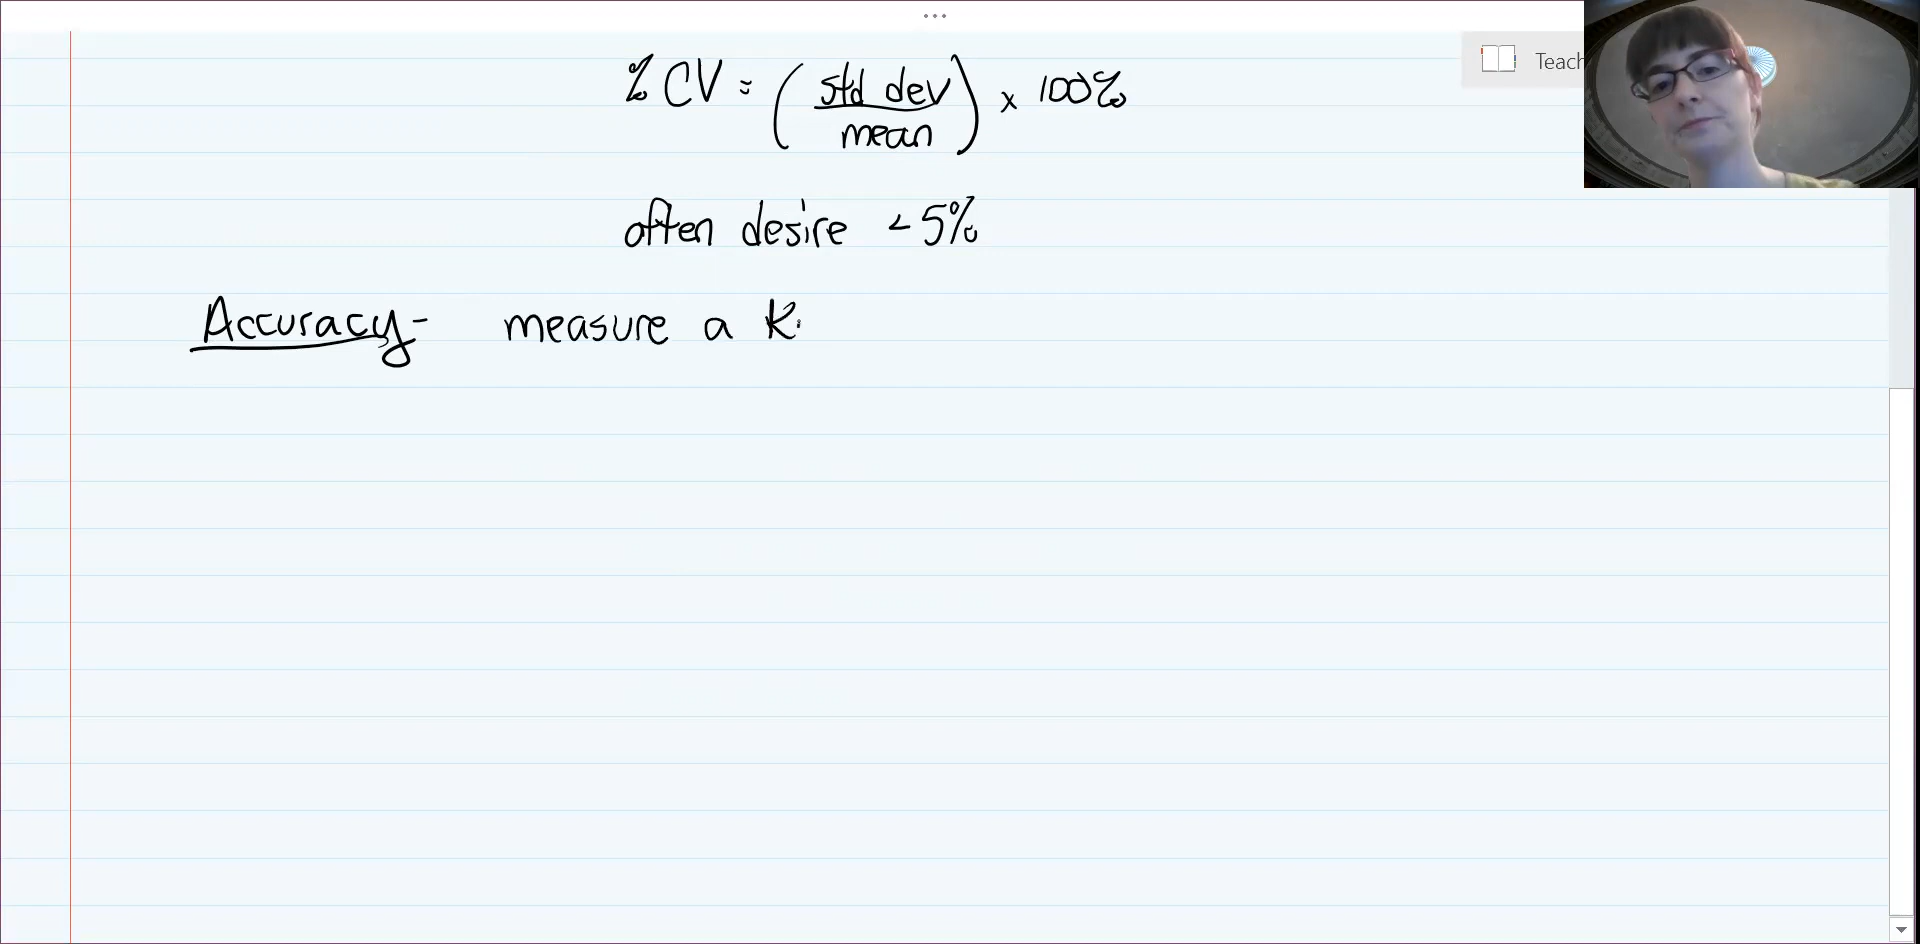 %CV = (std dev / mean) x 100%
Teach
often desire < 5%
Accuracy- measure a K